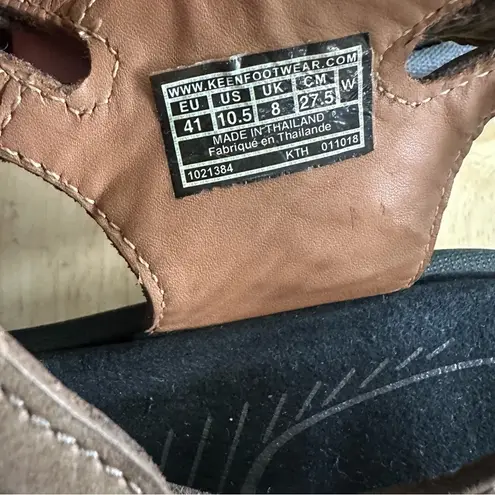 WWW.KEENFOOTWEAR.COM
EU US UK CM W
41 10.5 8 27.5
MADE IN THAILAND
Fabriqué en Thaïlande
1021384 KTH 011018